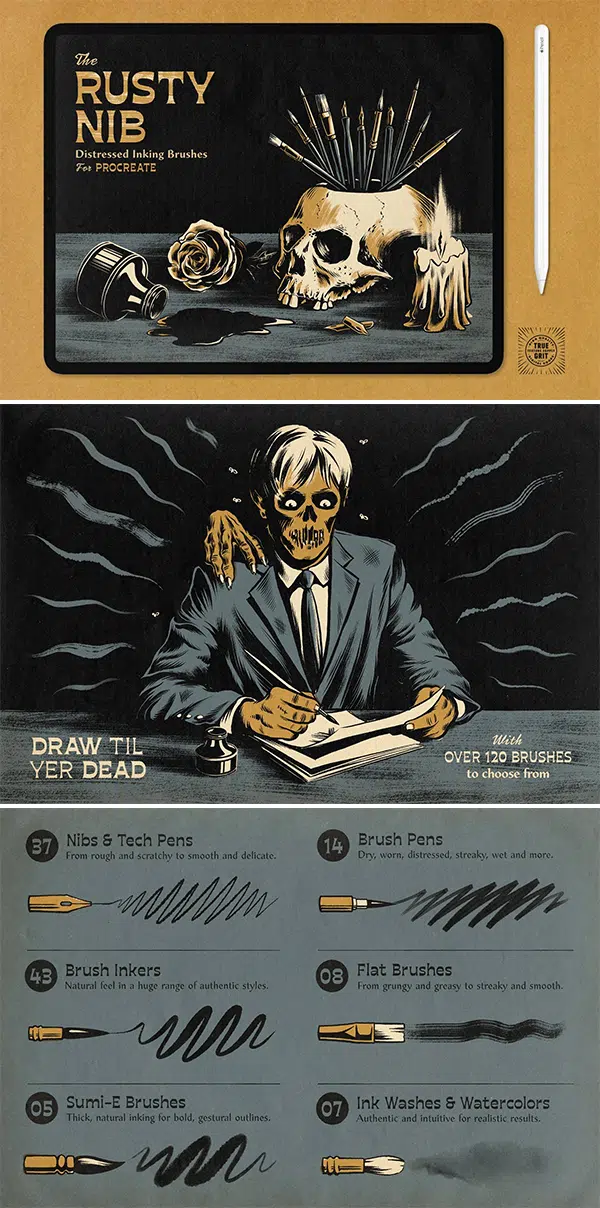 The
RUSTY
NIB
Distressed Inking Brushes
For PROCREATE
TRUE
GRIT
DRAW TIL
YER DEAD
With
OVER 120 BRUSHES
to choose from
37 Nibs & Tech Pens
From rough and scratchy to smooth and delicate.
14 Brush Pens
Dry, worn, distressed, streaky, wet and more.
43 Brush Inkers
Natural feel in a huge range of authentic styles.
08 Flat Brushes
From grungy and greasy to streaky and smooth.
05 Sumi-E Brushes
Thick, natural inking for bold, gestural outlines.
07 Ink Washes & Watercolors
Authentic and intuitive for realistic results.